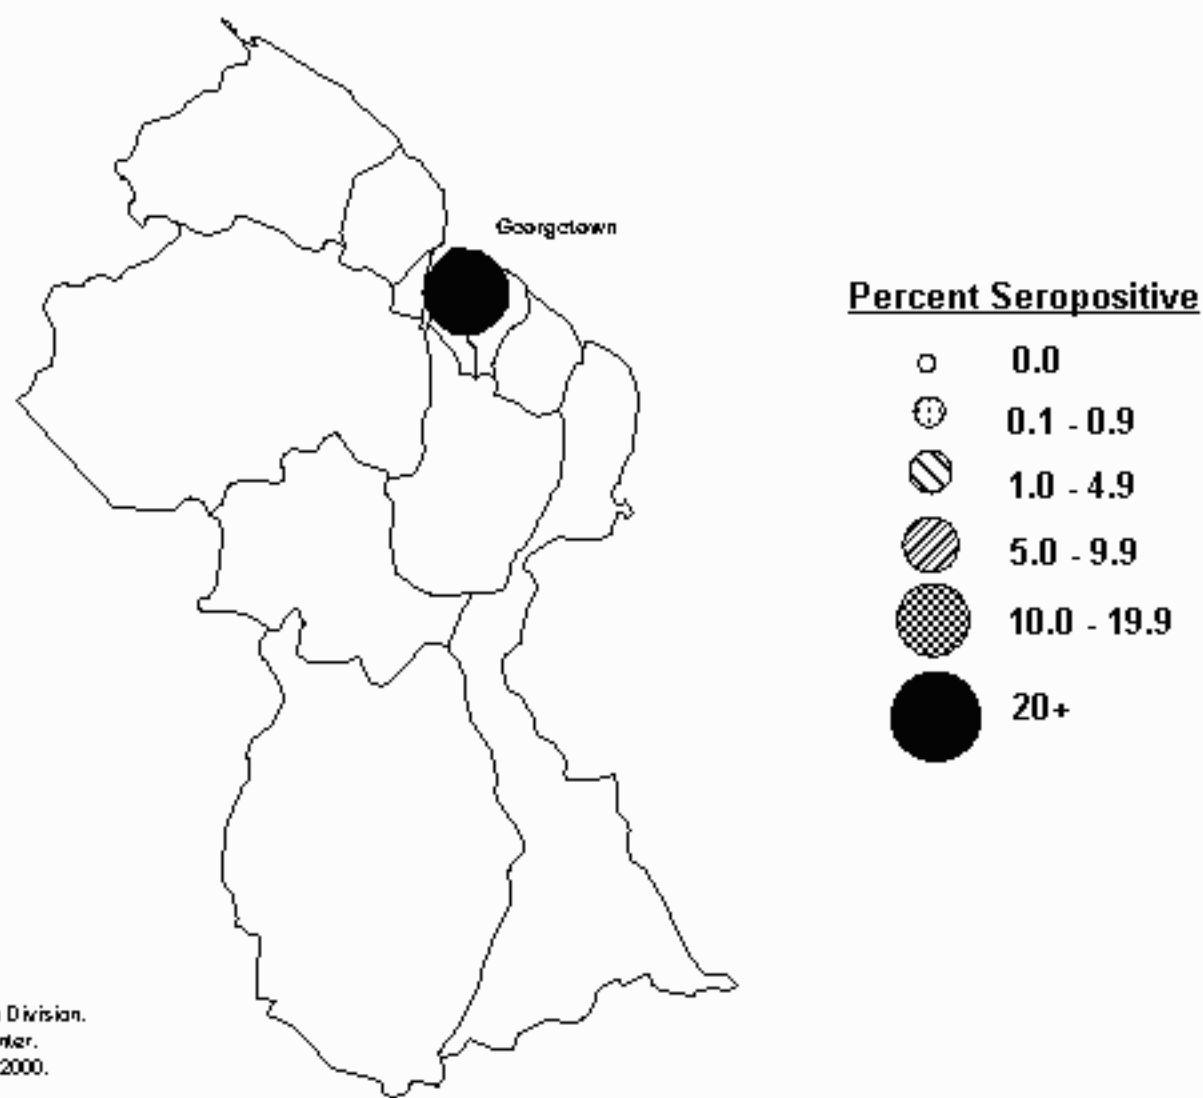 Georgetown
Percent Seropositive
0.0
0.1 - 0.9
1.0 - 4.9
5.0 - 9.9
10.0 - 19.9
20+
Division.
2000.